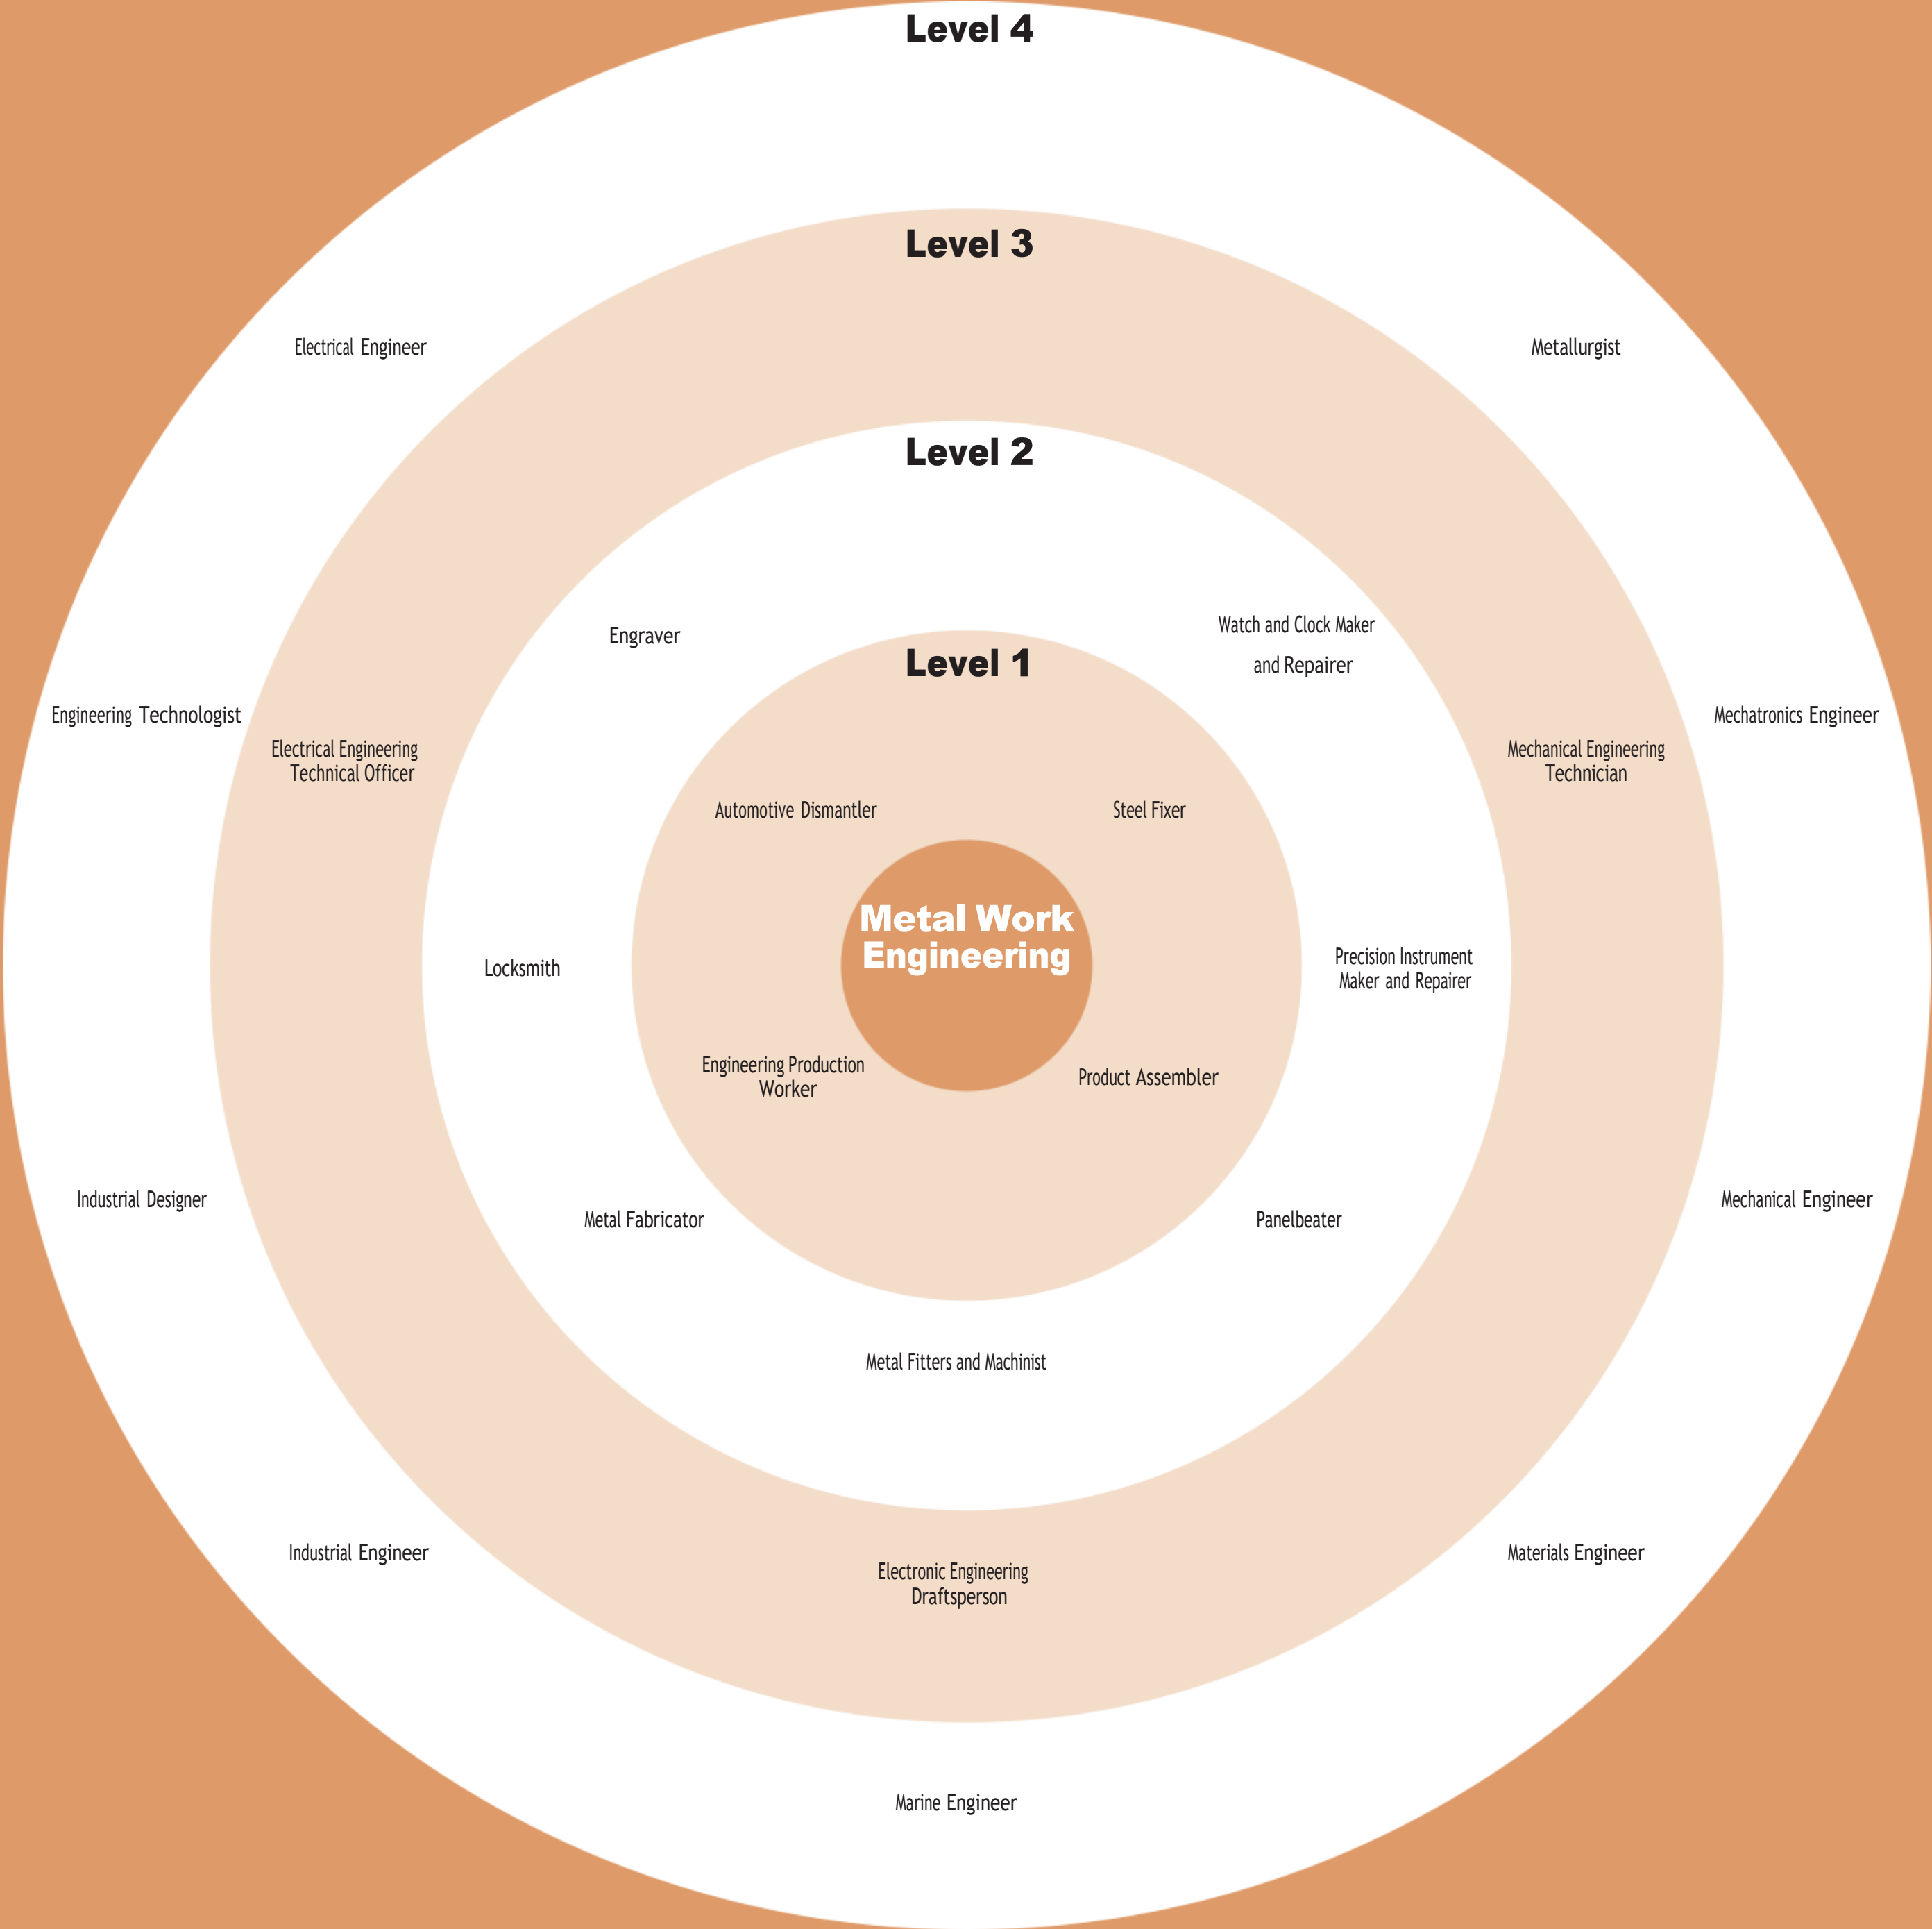 Level 4
Level 3
Electrical Engineer
Metallurgist
Level 2
Engraver
Watch and Clock Maker
and Repairer
Level 1
Engineering Technologist
Mechatronics Engineer
Electrical Engineering
Technical Officer
Mechanical Engineering
Technician
Automotive Dismantler
Steel Fixer
Metal Work
Engineering
Locksmith
Precision Instrument
Maker and Repairer
Engineering Production
Worker
Product Assembler
Industrial Designer
Mechanical Engineer
Metal Fabricator
Panelbeater
Metal Fitters and Machinist
Industrial Engineer
Materials Engineer
Electronic Engineering
Draftsperson
Marine Engineer